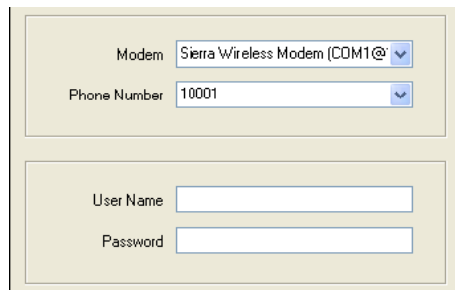 Modem Sierra Wireless Modem (COM1@
Phone Number 10001
User Name
Password